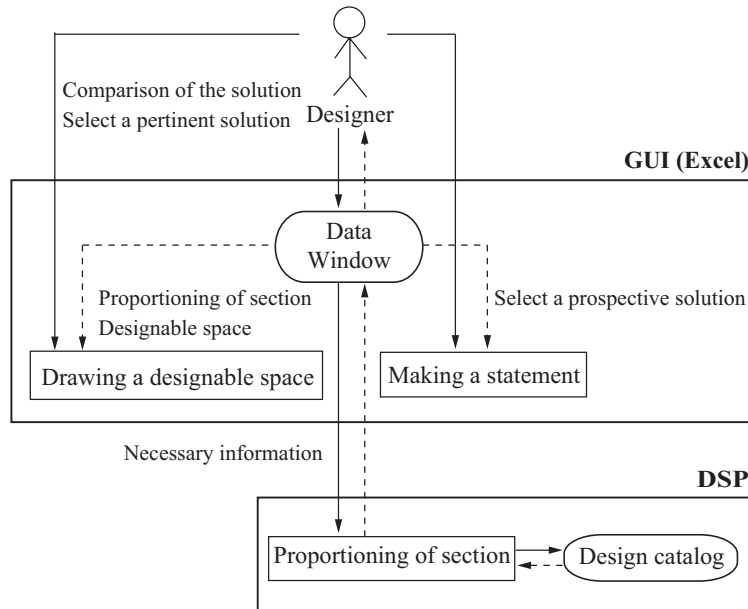 Comparison of the solution
Select a pertinent solution
Designer
GUI (Excel)
Data
Window
Proportioning of section
Designable space
Select a prospective solution
Drawing a designable space
Making a statement
Necessary information
DSP
Proportioning of section
Design catalog